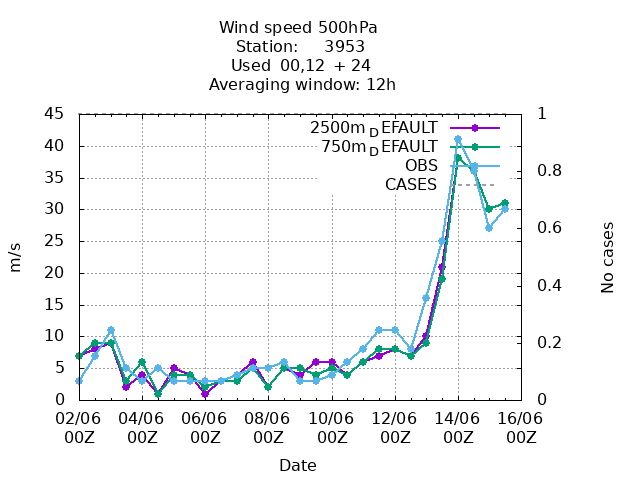 Wind speed 500hPa
Station: 3953
Used 00,12 + 24
Averaging window: 12h
45 1
2500m_DEFAULT
40
750m_DEFAULT
OBS
35 0.8
CASES
30
25 0.6
m/s
No cases
20
0.4
15
10 0.2
5
0 0
02/06 04/06 06/06 08/06 10/06 12/06 14/06 16/06
00Z 00Z 00Z 00Z 00Z 00Z 00Z 00Z
Date